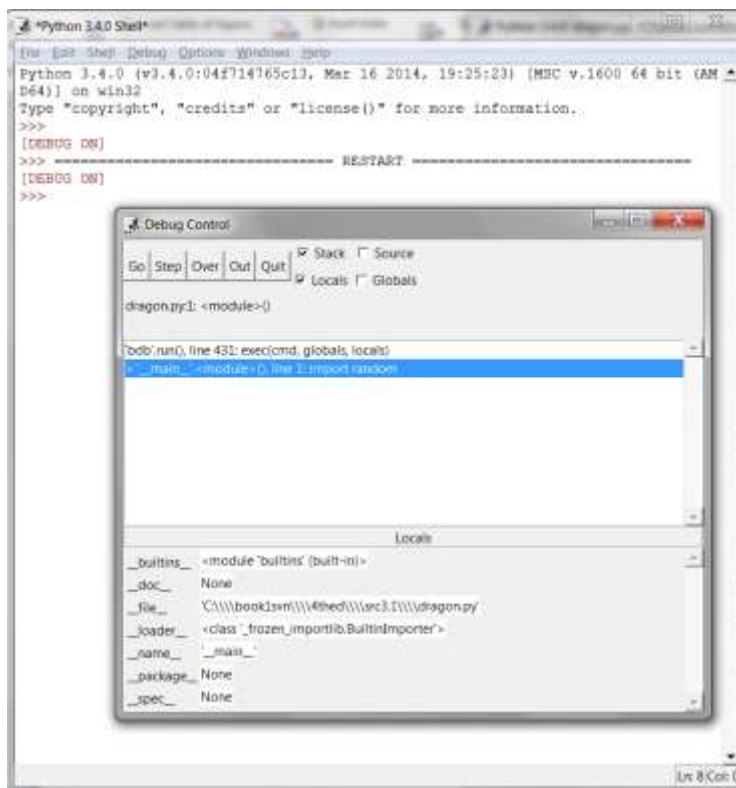 *Python 3.4.0 Shell*
File Edit Shell Debug Options Windows Help
Python 3.4.0 (v3.4.0:04f714765c13, Mar 16 2014, 19:25:23) [MSC v.1600 64 bit (AM
D64)] on win32
Type "copyright", "credits" or "license()" for more information.
>>>
[DEBUG ON]
>>> ================================ RESTART ================================
[DEBUG ON]
>>>
Debug Control
Go Step Over Out Quit Stack Source
Locals Globals
dragon.py:1: <module>()
'bdb'.run(), line 431: exec(cmd, globals, locals)
> '__main__'.<module>(), line 1: import random
Locals
__builtins__ <module 'builtins' (built-in)>
__doc__ None
__file__ 'C:\\\\book1svn\\\\4thed\\\\src3.1\\\\dragon.py'
__loader__ <class '_frozen_importlib.BuiltinImporter'>
__name__ '__main__'
__package__ None
__spec__ None
Ln: 8 Col: 0